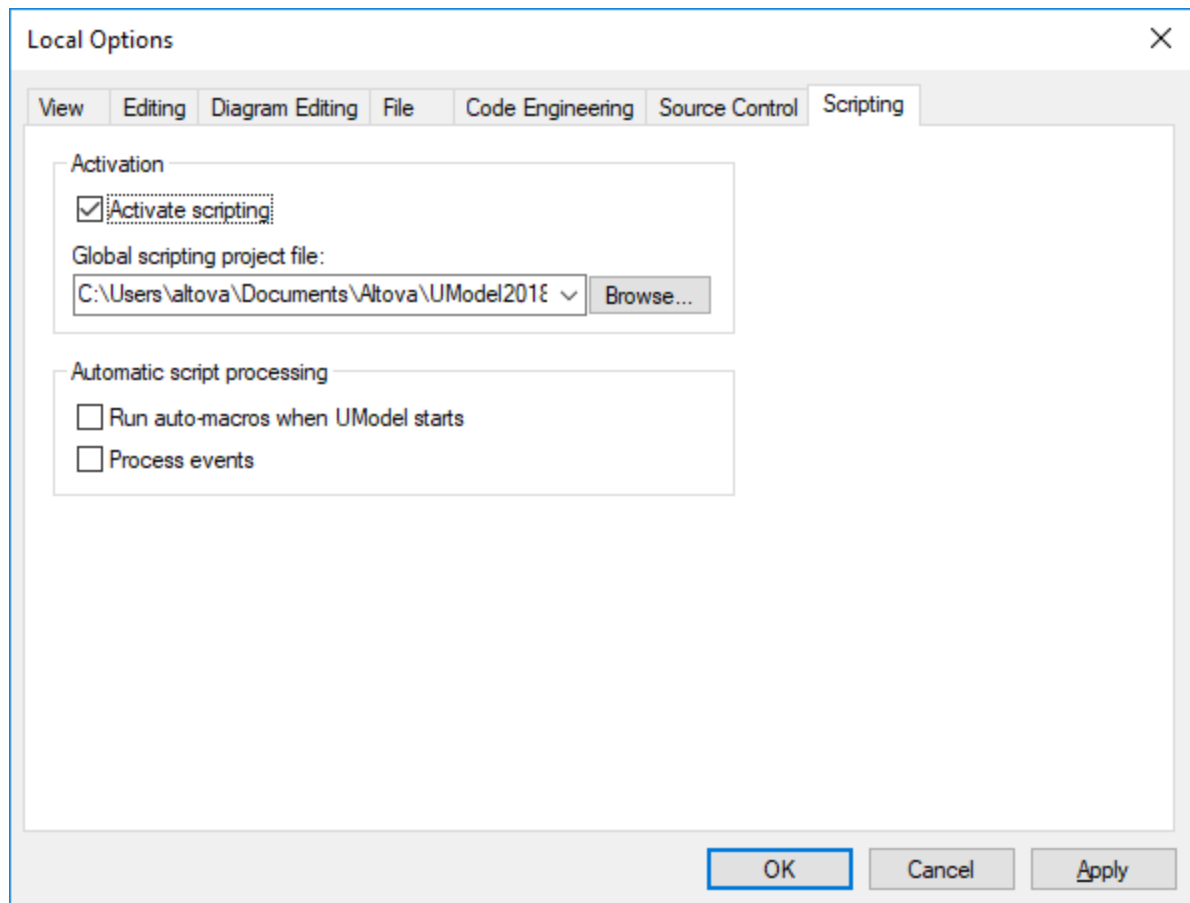 Local Options
View Editing Diagram Editing File Code Engineering Source Control Scripting
Activation
Activate scripting
Global scripting project file:
C:\Users\altova\Documents\Altova\UModel2018 Browse...
Automatic script processing
Run auto-macros when UModel starts
Process events
OK Cancel Apply